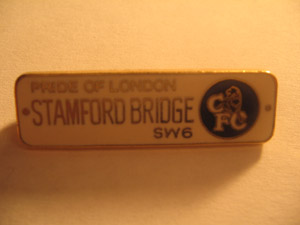 PRIDE OF LONDON
STAMFORD BRIDGE
SW6
CFC